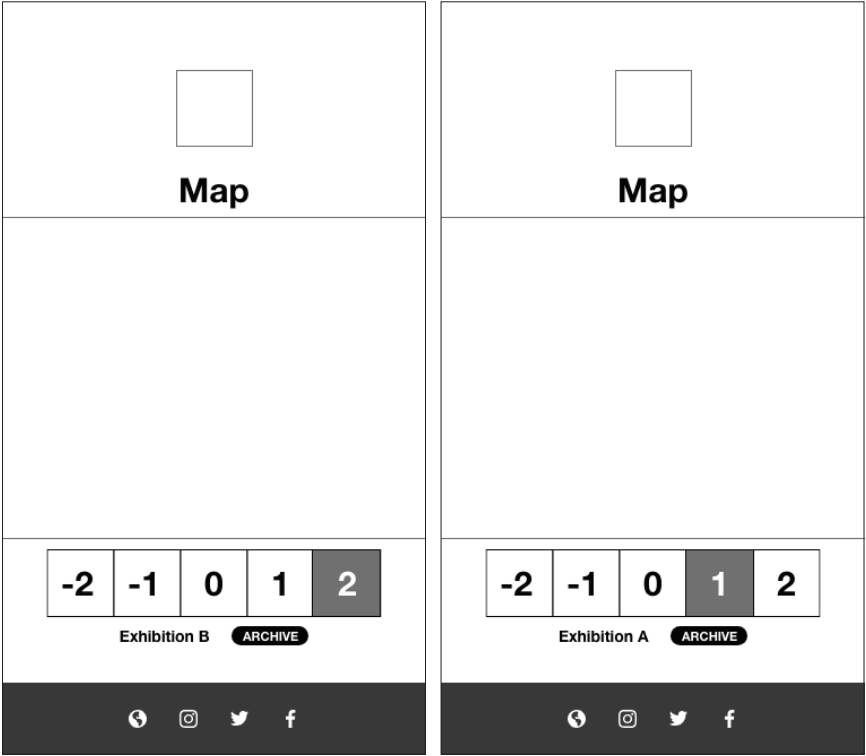 Map
-2 -1 0 1 2
Exhibition B ARCHIVE
Map
-2 -1 0 1 2
Exhibition A ARCHIVE